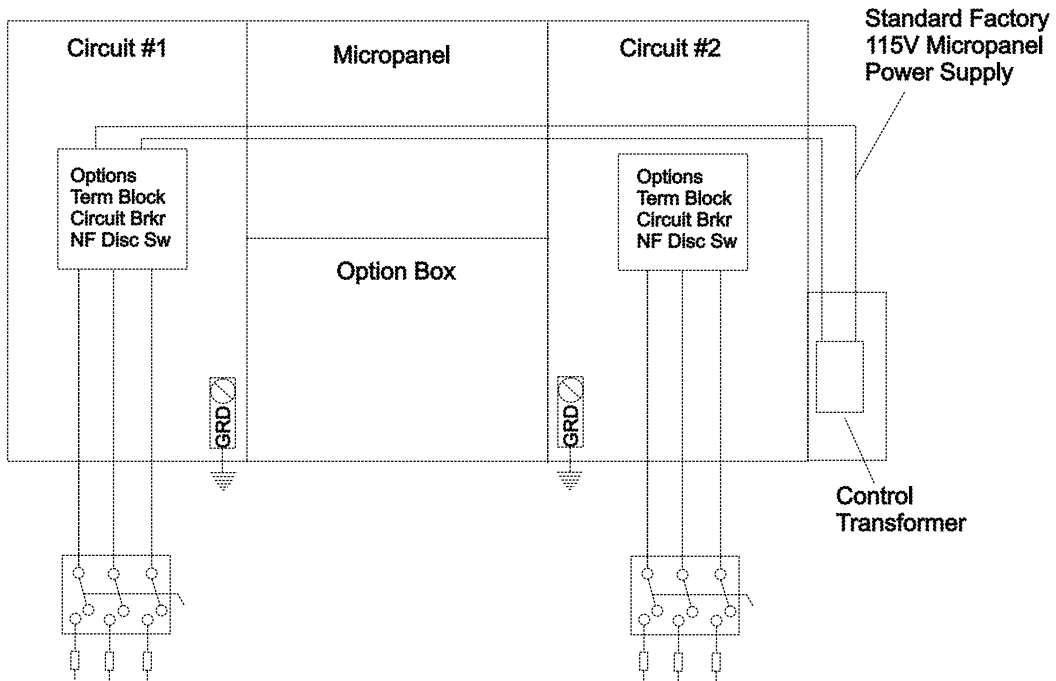 Circuit #1
Micropanel
Circuit #2
Standard Factory
115V Micropanel
Power Supply
Options
Term Block
Circuit Brkr
NF Disc Sw
Options
Term Block
Circuit Brkr
NF Disc Sw
Option Box
GRD
GRD
Control
Transformer